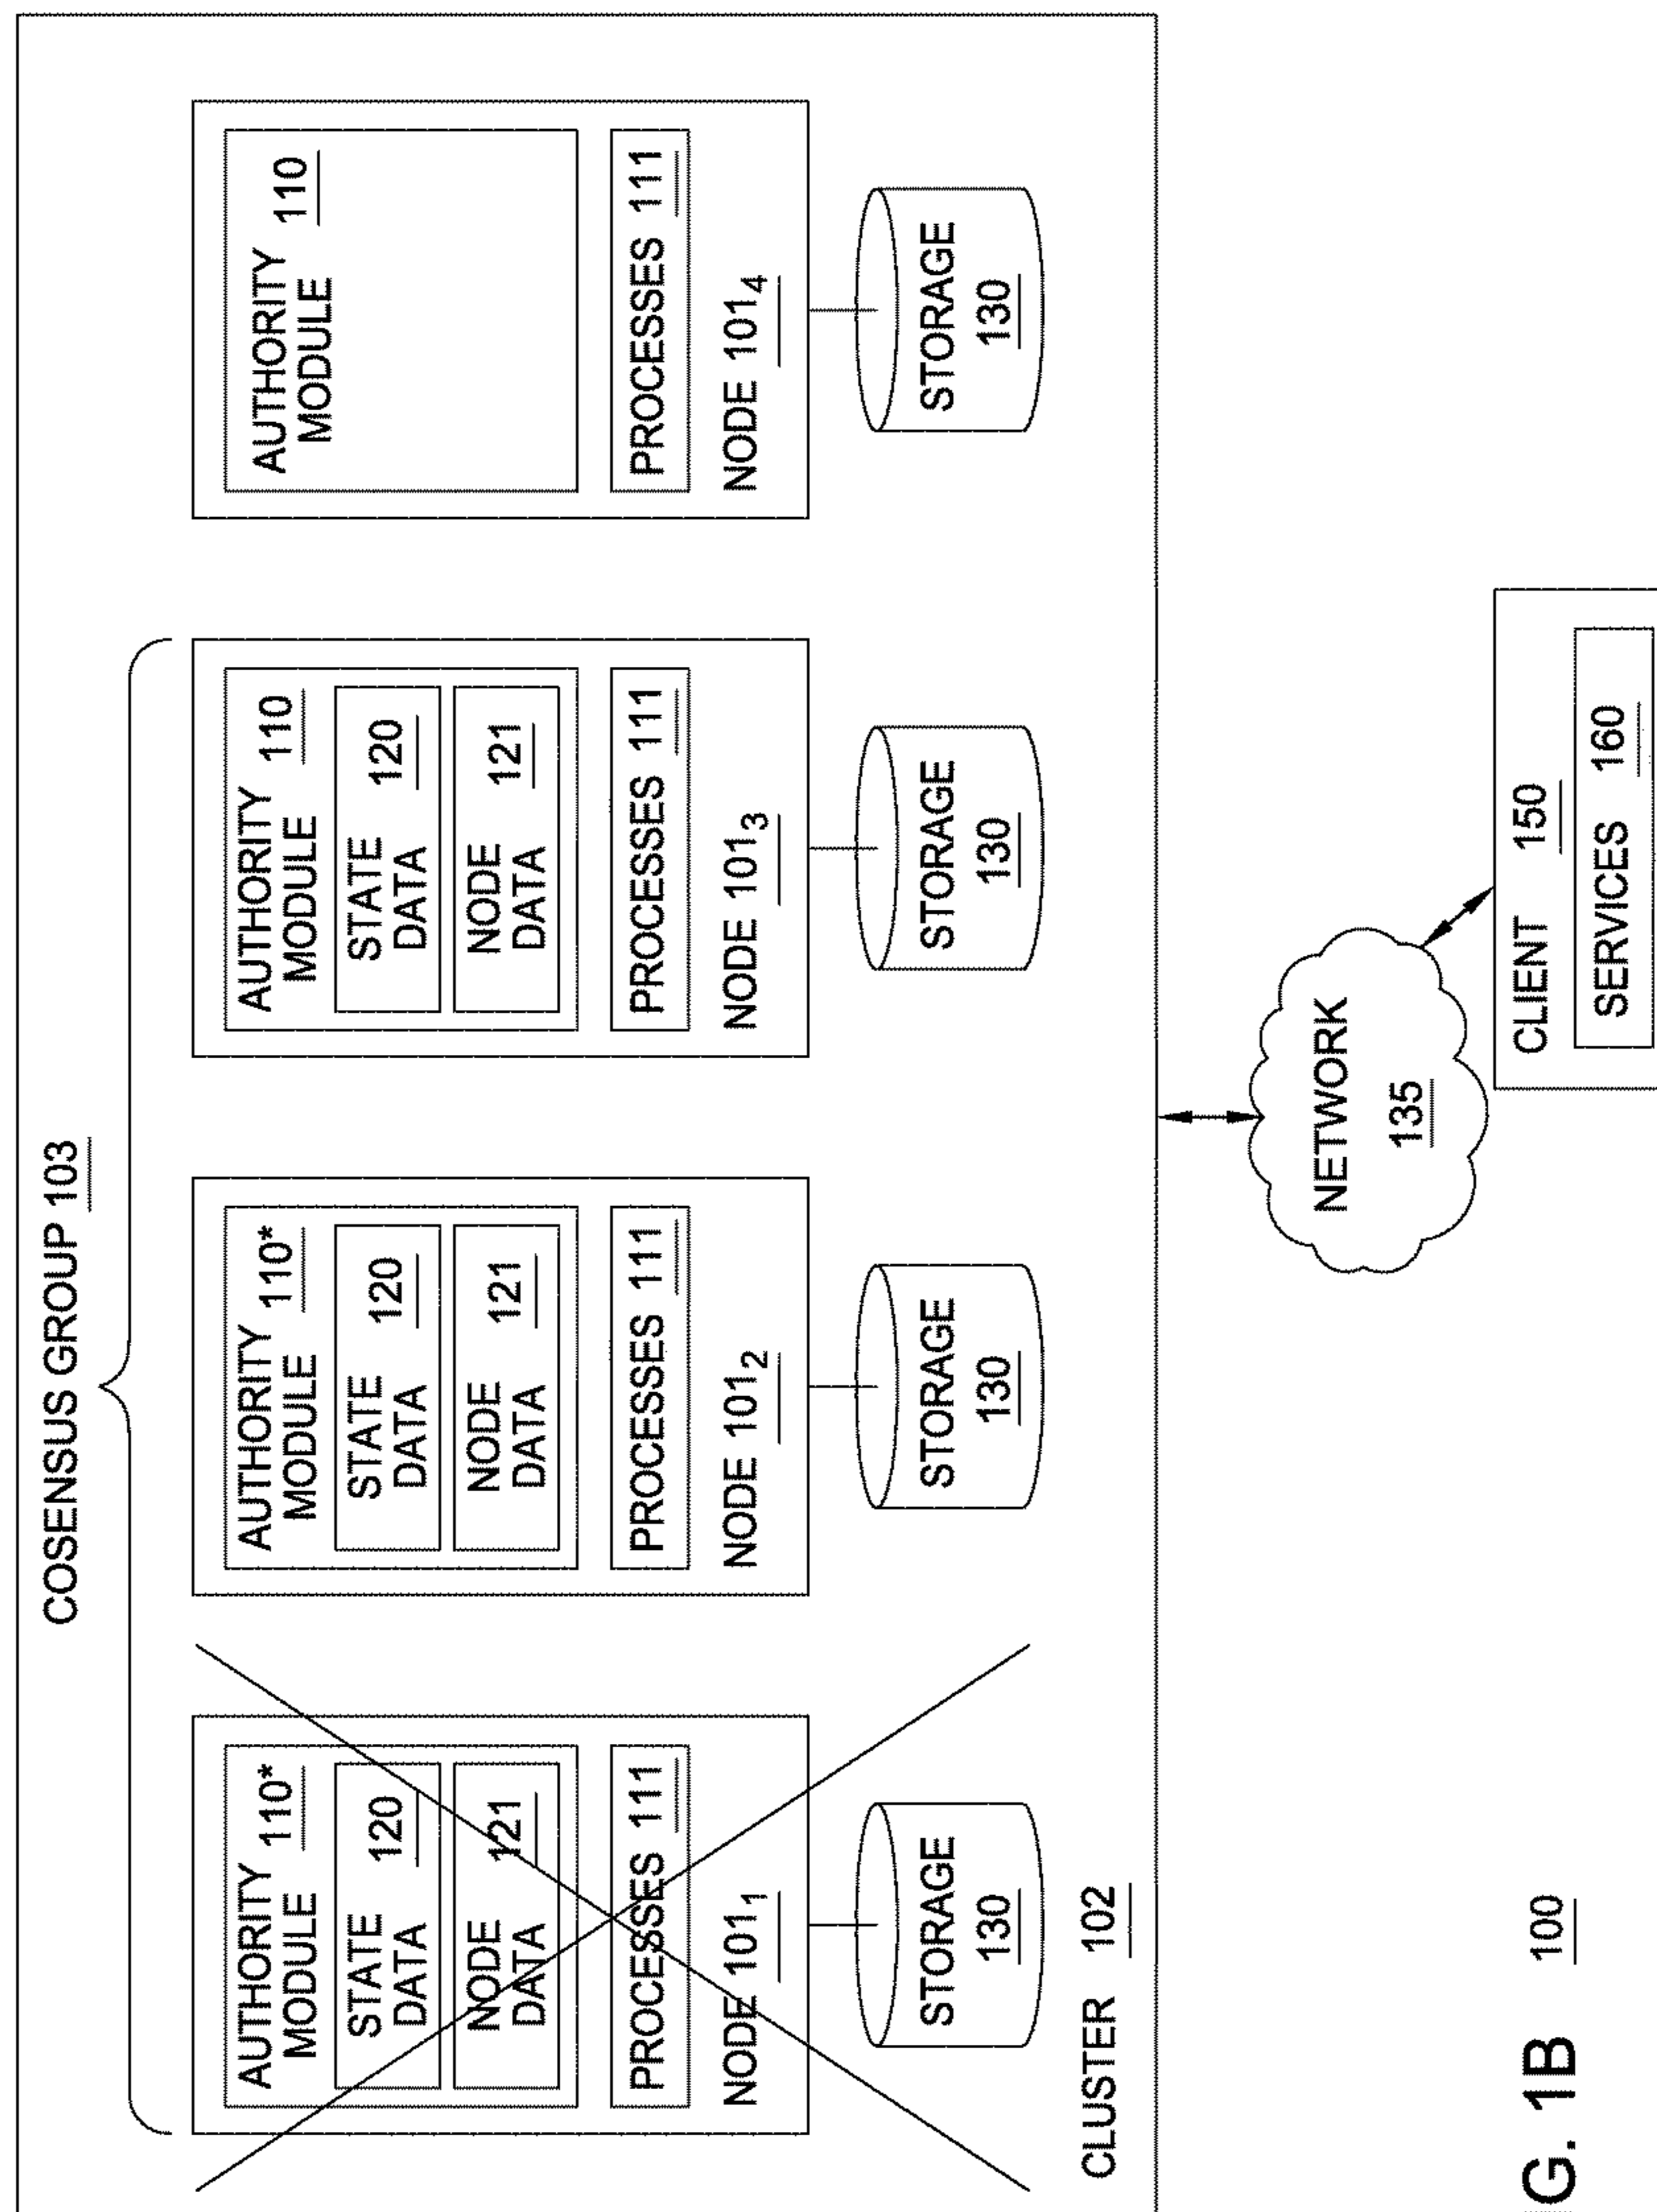 COSENSUS GROUP 103
AUTHORITY
MODULE 110*
STATE
DATA 120
NODE
DATA 121
PROCESSES 111
NODE 101₁
STORAGE
130
AUTHORITY
MODULE 110*
STATE
DATA 120
NODE
DATA 121
PROCESSES 111
NODE 101₂
STORAGE
130
AUTHORITY
MODULE 110
STATE
DATA 120
NODE
DATA 121
PROCESSES 111
NODE 101₃
STORAGE
130
AUTHORITY
MODULE 110
PROCESSES 111
NODE 101₄
STORAGE
130
CLUSTER 102
NETWORK
135
CLIENT 150
SERVICES 160
G. 1B 100